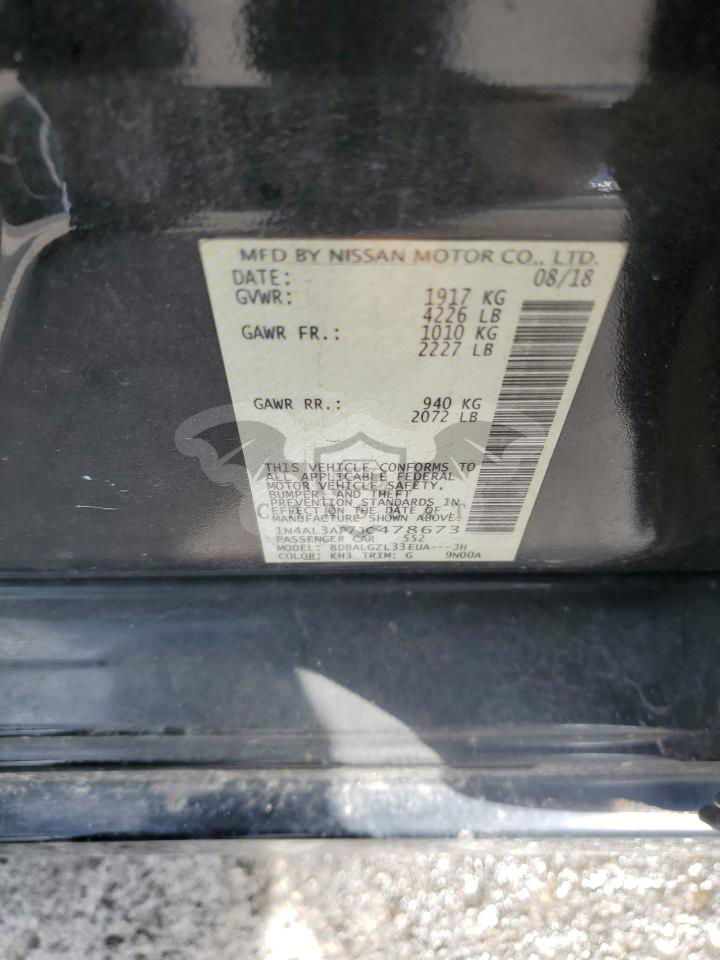 MFD BY NISSAN MOTOR CO., LTD.
DATE: 08/18
GVWR: 1917 KG
4226 LB
GAWR FR.: 1010 KG
2227 LB
GAWR RR.: 940 KG
2072 LB
THIS VEHICLE CONFORMS TO
ALL APPLICABLE FEDERAL
MOTOR VEHICLE SAFETY,
BUMPER, AND THEFT
PREVENTION STANDARDS IN
EFFECT ON THE DATE OF
MANUFACTURE SHOWN ABOVE.
1N4AL3AP7JC478673
PASSENGER CAR 552
MODEL: BDBALGZL33EUA---JH
COLOR: KH3 TRIM: G 9N00A